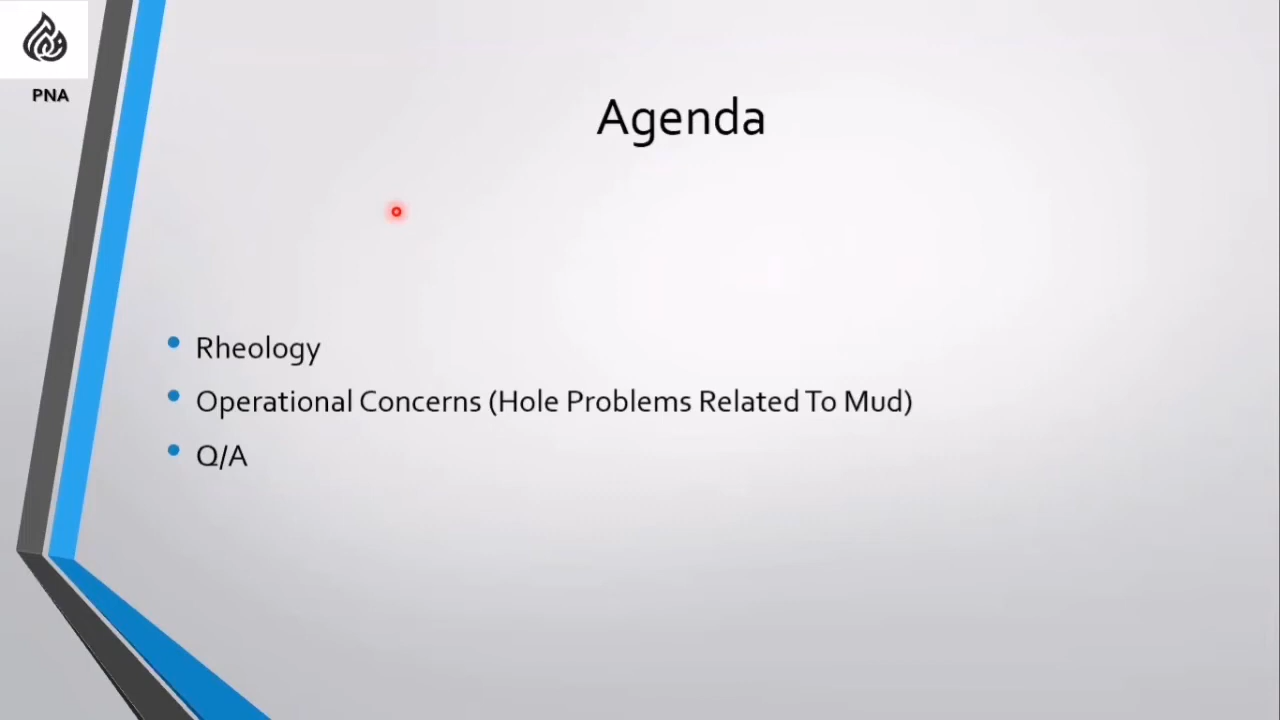 PNA
Agenda
Rheology
Operational Concerns (Hole Problems Related To Mud)
Q/A